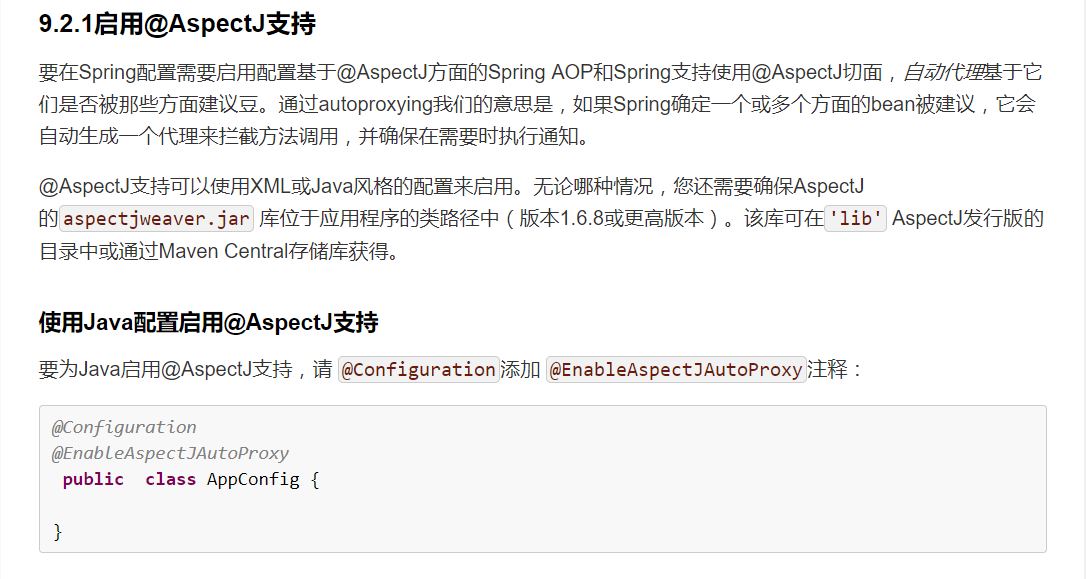 9.2.1启用@AspectJ支持
要在Spring配置需要启用配置基于@AspectJ方面的Spring AOP和Spring支持使用@AspectJ切面，自动代理基于它
们是否被那些方面建议豆。通过autoproxying我们的意思是，如果Spring确定一个或多个方面的bean被建议，它会
自动生成一个代理来拦截方法调用，并确保在需要时执行通知。
@AspectJ支持可以使用XML或Java风格的配置来启用。无论哪种情况，您还需要确保AspectJ
的aspectjweaver.jar 库位于应用程序的类路径中（版本1.6.8或更高版本）。该库可在'lib' AspectJ发行版的
目录中或通过Maven Central存储库获得。
使用Java配置启用@AspectJ支持
要为Java启用@AspectJ支持，请 @Configuration添加 @EnableAspectJAutoProxy注释：
@Configuration
@EnableAspectJAutoProxy
public class AppConfig {
}